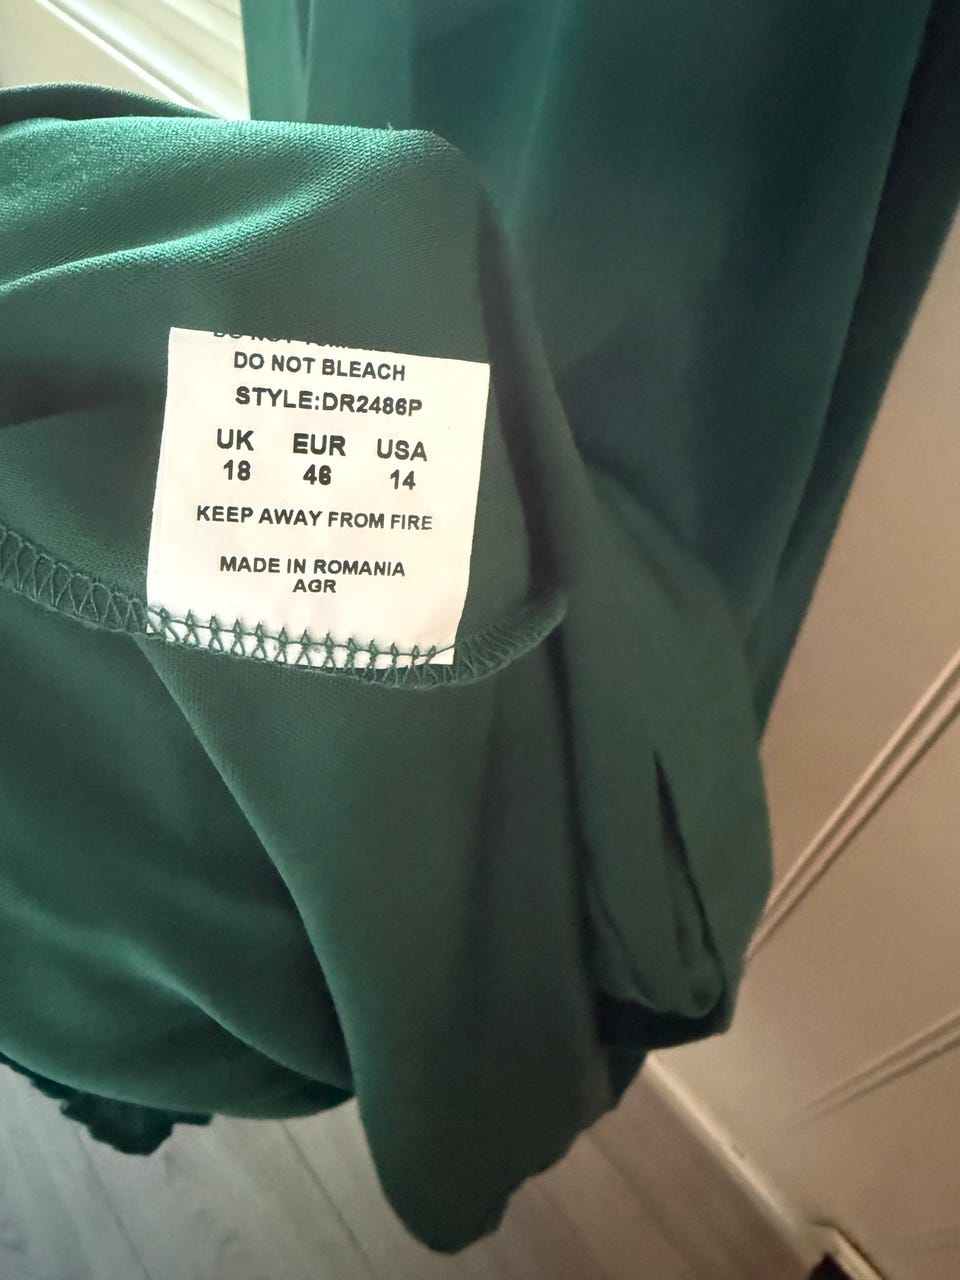 DO NOT BLEACH
STYLE:DR2486P
UK EUR USA
18 46 14
KEEP AWAY FROM FIRE
MADE IN ROMANIA
AGR